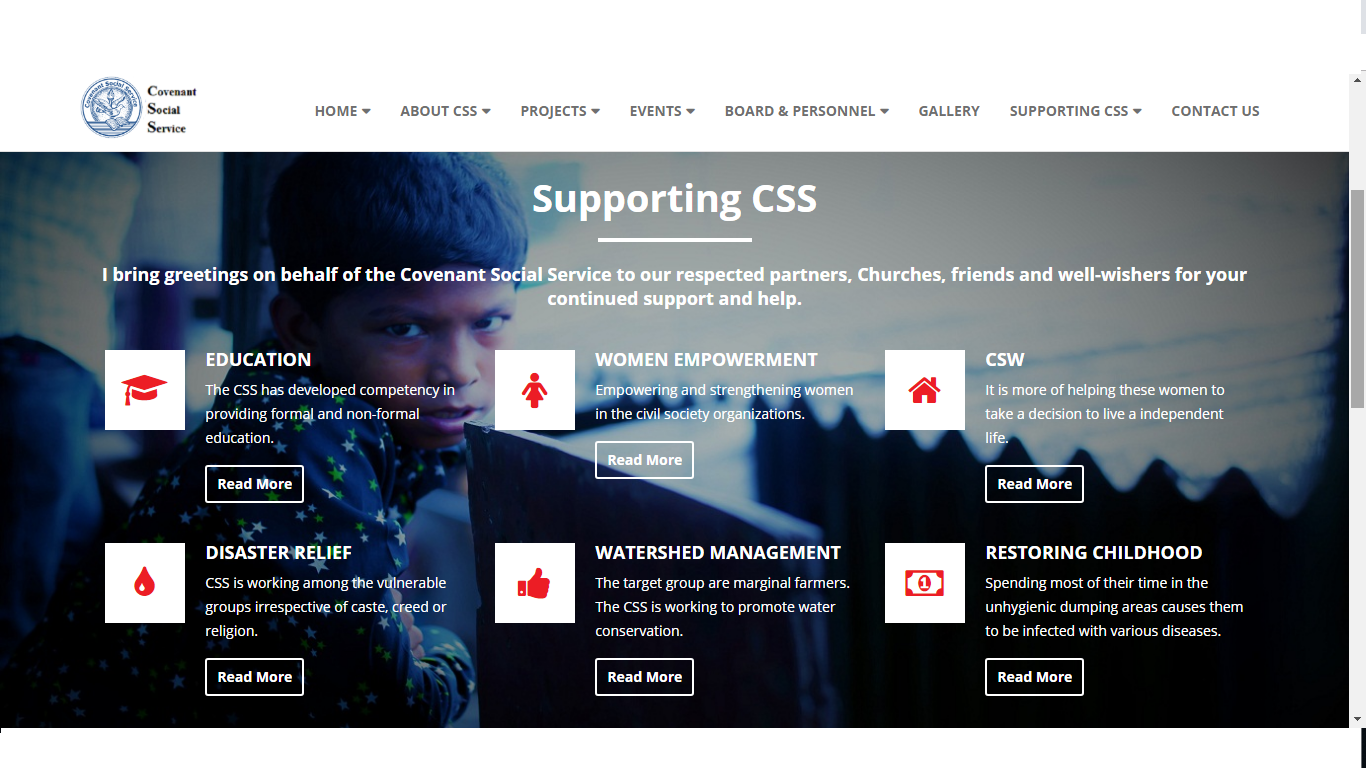 Covenant Social Service
Covenant
Social
Service
HOME
ABOUT CSS
PROJECTS
EVENTS
BOARD & PERSONNEL
GALLERY
SUPPORTING CSS
CONTACT US
Supporting CSS
I bring greetings on behalf of the Covenant Social Service to our respected partners, Churches, friends and well-wishers for your
continued support and help.
EDUCATION
The CSS has developed competency in
providing formal and non-formal
education.
Read More
WOMEN EMPOWERMENT
Empowering and strengthening women
in the civil society organizations.
Read More
CSW
It is more of helping these women to
take a decision to live a independent
life.
Read More
DISASTER RELIEF
CSS is working among the vulnerable
groups irrespective of caste, creed or
religion.
Read More
WATERSHED MANAGEMENT
The target group are marginal farmers.
The CSS is working to promote water
conservation.
Read More
RESTORING CHILDHOOD
1
Spending most of their time in the
unhygienic dumping areas causes them
to be infected with various diseases.
Read More